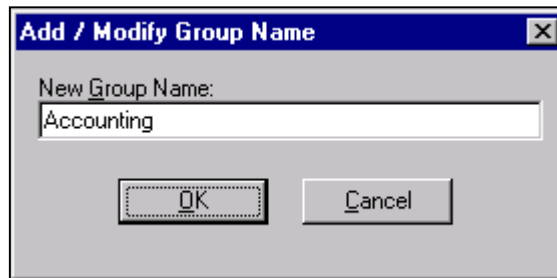 Add / Modify Group Name
New Group Name:
Accounting
OK
Cancel